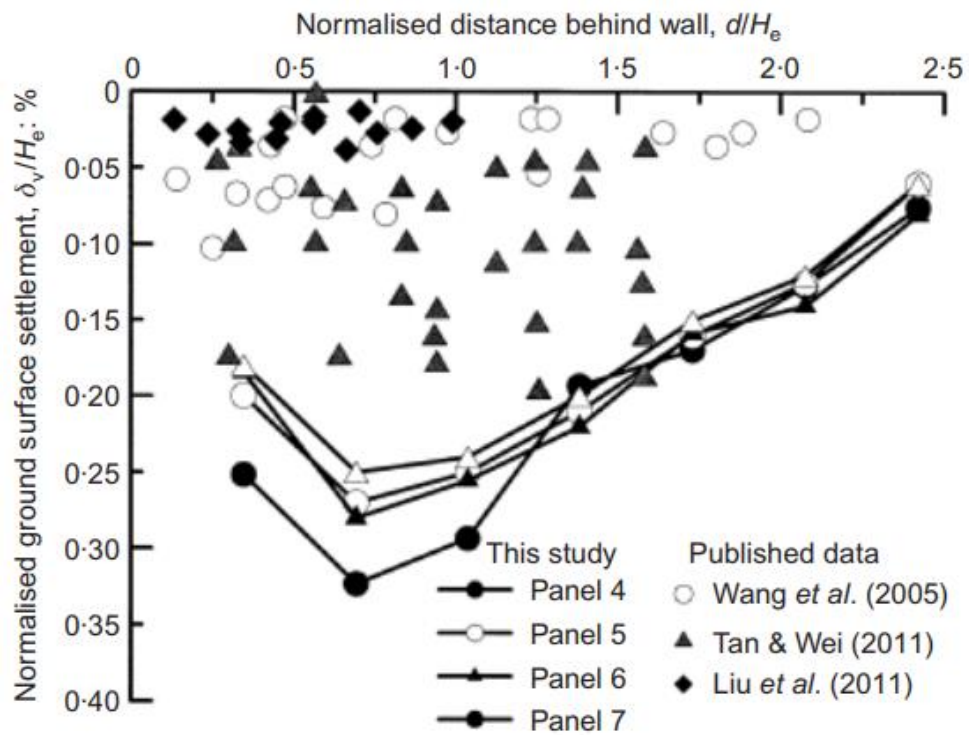 Normalised distance behind wall, d/Hₑ
0 0·5 1·0 1·5 2·0 2·5
Normalised ground surface settlement, δᵥ/Hₑ: %
0
0·05
0·10
0·15
0·20
0·25
0·30
0·35
0·40
This study
Panel 4
Panel 5
Panel 6
Panel 7
Published data
Wang et al. (2005)
Tan & Wei (2011)
Liu et al. (2011)